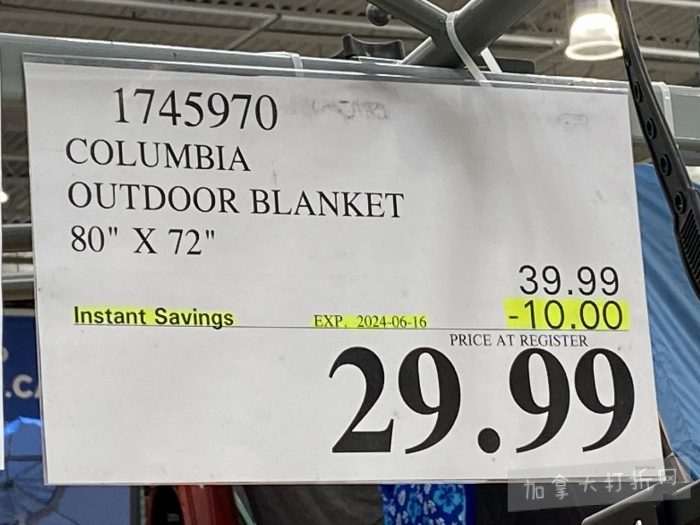 1745970
COLUMBIA
OUTDOOR BLANKET
80" X 72"
39.99
Instant Savings EXP. 2024-06-16 -10.00
PRICE AT REGISTER
29.99
.CA
加拿大打折网